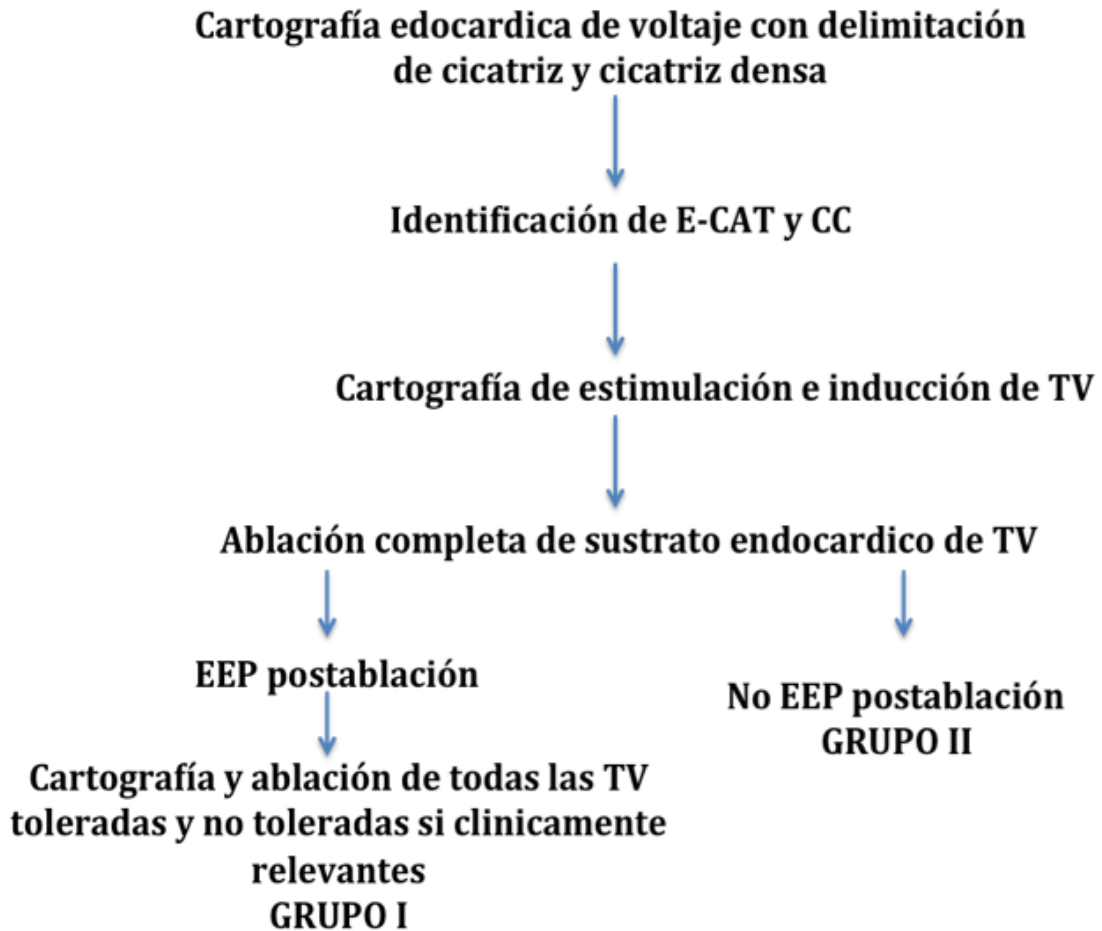 Cartografía edocardica de voltaje con delimitación
de cicatriz y cicatriz densa
Identificación de E-CAT y CC
Cartografía de estimulación e inducción de TV
Ablación completa de sustrato endocardico de TV
EEP postablación
Cartografía y ablación de todas las TV
toleradas y no toleradas si clinicamente
relevantes
GRUPO I
No EEP postablación
GRUPO II